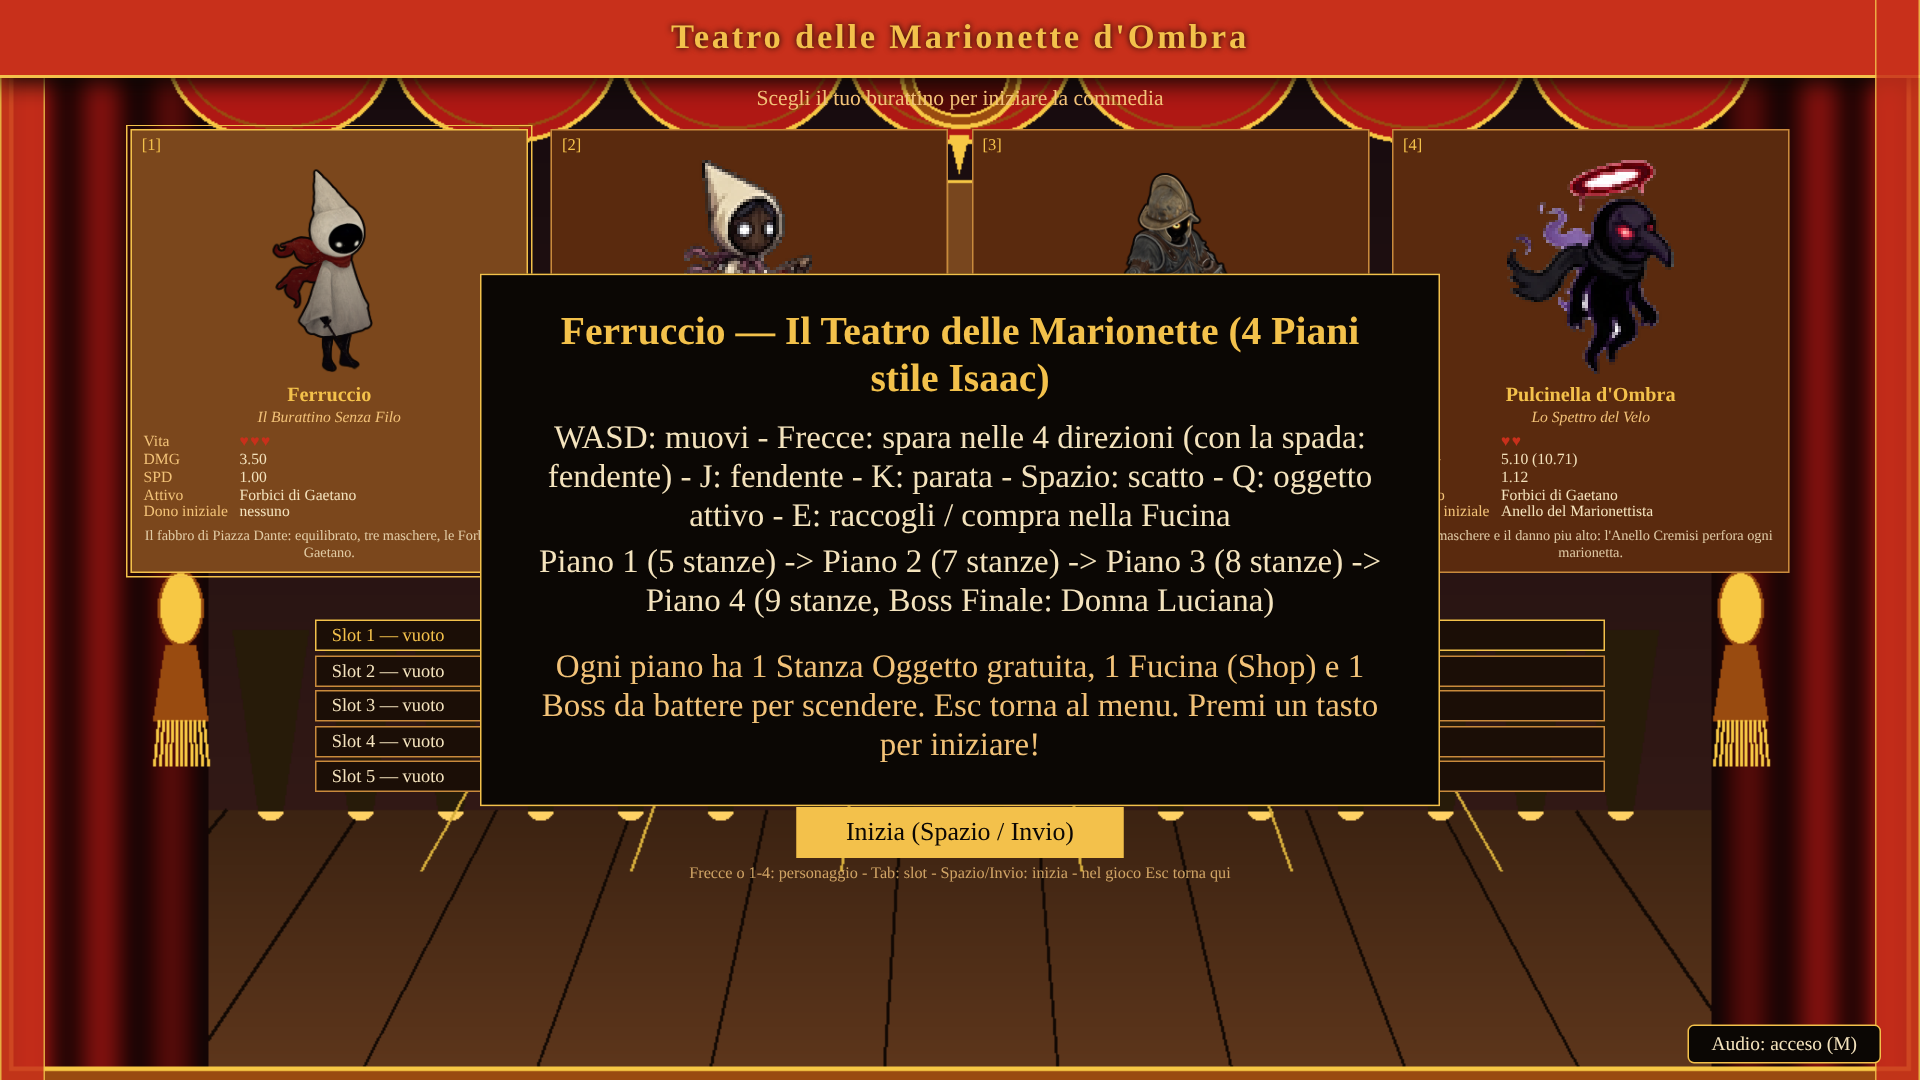 Teatro delle Marionette d'Ombra
Scegli il tuo burattino per iniziare la commedia
[1]
[2]
[3]
[4]
Ferruccio
Il Burattino Senza Filo
Vita ♥♥♥
DMG 3.50
SPD 1.00
Attivo Forbici di Gaetano
Dono iniziale nessuno
Il fabbro di Piazza Dante: equilibrato, tre maschere, le
Gaetano.
Pulcinella d'Ombra
Lo Spettro del Velo
♥♥
5.10 (10.71)
1.12
Forbici di Gaetano
iniziale Anello del Marionettista
maschere e il danno piu alto: l'Anello Cremisi perfora ogni
marionetta.
Ferruccio — Il Teatro delle Marionette (4 Piani
stile Isaac)
WASD: muovi - Frecce: spara nelle 4 direzioni (con la spada:
fendente) - J: fendente - K: parata - Spazio: scatto - Q: oggetto
attivo - E: raccogli / compra nella Fucina
Piano 1 (5 stanze) -> Piano 2 (7 stanze) -> Piano 3 (8 stanze) ->
Piano 4 (9 stanze, Boss Finale: Donna Luciana)
Ogni piano ha 1 Stanza Oggetto gratuita, 1 Fucina (Shop) e 1
Boss da battere per scendere. Esc torna al menu. Premi un tasto
per iniziare!
Slot 1 — vuoto
Slot 2 — vuoto
Slot 3 — vuoto
Slot 4 — vuoto
Slot 5 — vuoto
Inizia (Spazio / Invio)
Frecce o 1-4: personaggio - Tab: slot - Spazio/Invio: inizia - nel gioco Esc torna qui
Audio: acceso (M)